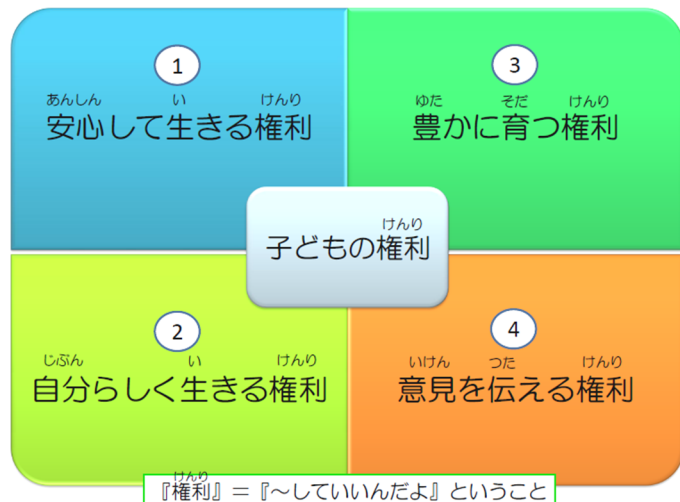 1
あんしん い けんり
安心して生きる権利
3
ゆた そだ けんり
豊かに育つ権利
けんり
子どもの権利
2
じぶん い けんり
自分らしく生きる権利
4
いけん つた けんり
意見を伝える権利
けんり
『権利』＝『～していいんだよ』ということ